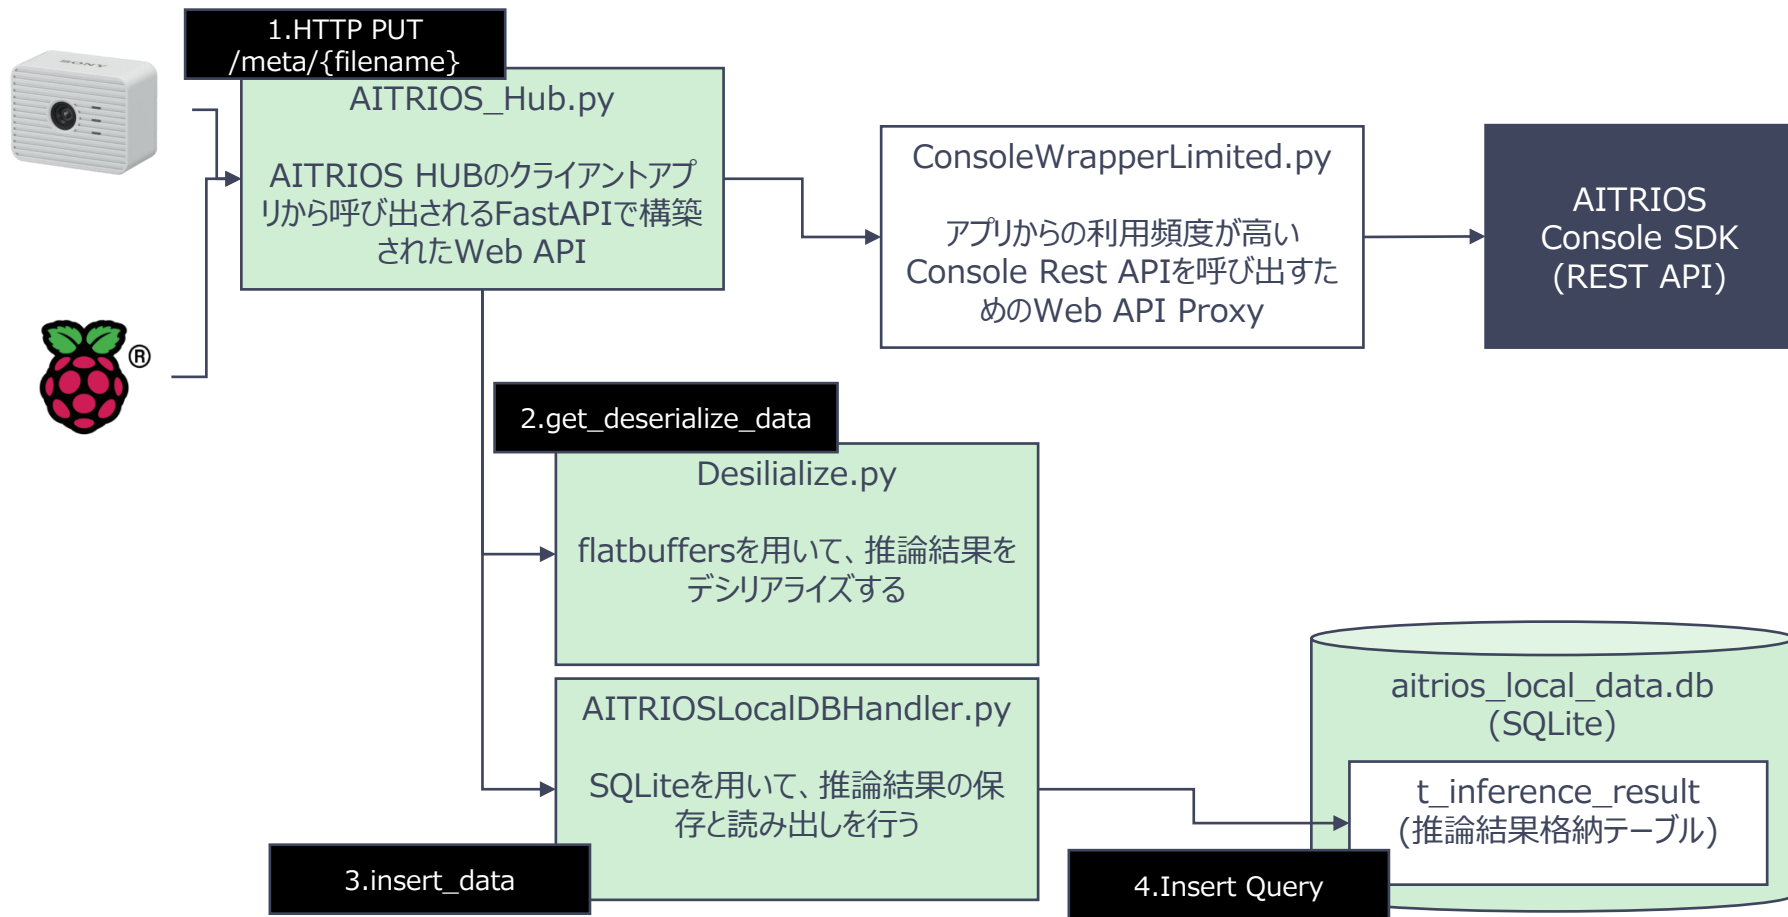 1.HTTP PUT
/meta/{filename}
SONY
AITRIOS_Hub.py
AITRIOS HUBのクライアントアプ
リから呼び出されるFastAPIで構築
されたWeb API
ConsoleWrapperLimited.py
アプリからの利用頻度が高い
Console Rest APIを呼び出すた
めのWeb API Proxy
AITRIOS
Console SDK
(REST API)
®
2.get_deserialize_data
Desilialize.py
flatbuffersを用いて、推論結果を
デシリアライズする
AITRIOSLocalDBHandler.py
SQLiteを用いて、推論結果の保
存と読み出しを行う
3.insert_data
aitrios_local_data.db
(SQLite)
t_inference_result
(推論結果格納テーブル)
4.Insert Query